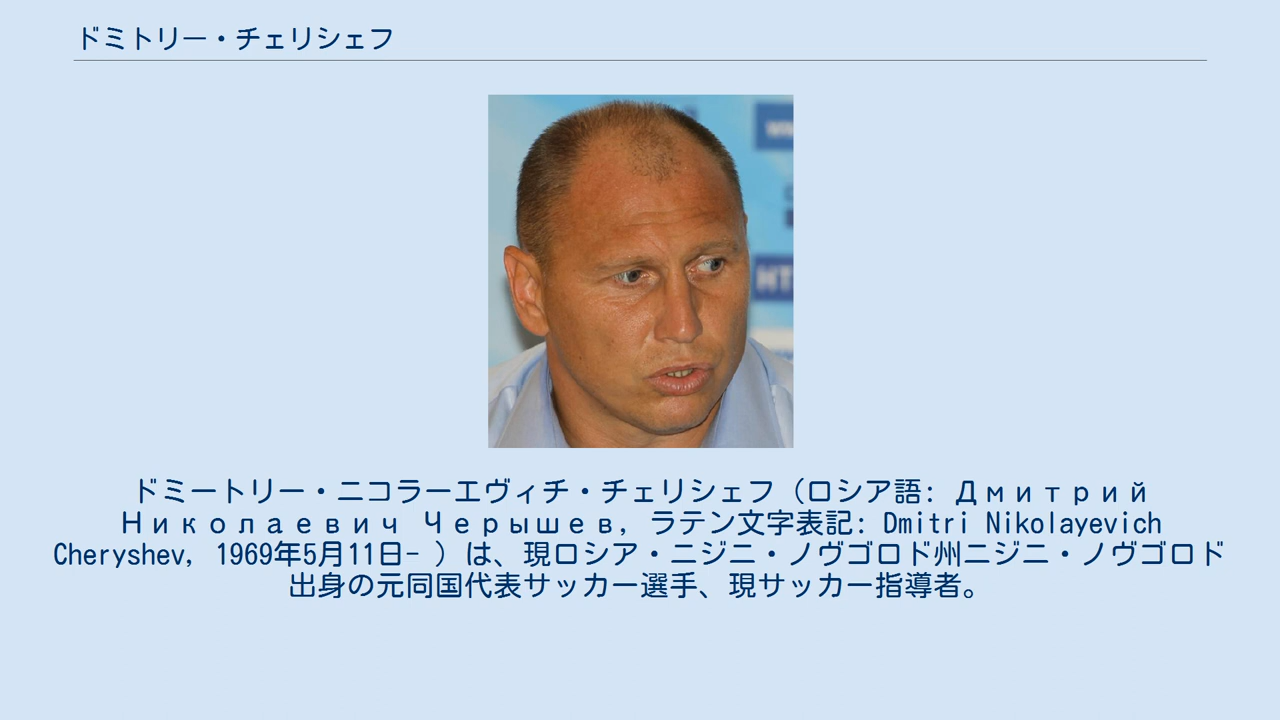 ドミトリー・チェリシェフ
ドミートリー・ニコラーエヴィチ・チェリシェフ（ロシア語: Дмитрий
Николаевич Черышев, ラテン文字表記: Dmitri Nikolayevich
Cheryshev, 1969年5月11日- ）は、現ロシア・ニジニ・ノヴゴロド州ニジニ・ノヴゴロド
出身の元同国代表サッカー選手、現サッカー指導者。